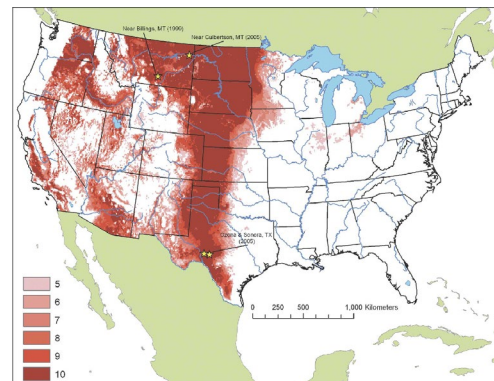 Near Billings, MT (1999)
Near Culbertson, MT (2005)
Ozona & Sonora, TX
(2005)
5
6
7
8
9
10
0 250 500 1,000 Kilometers